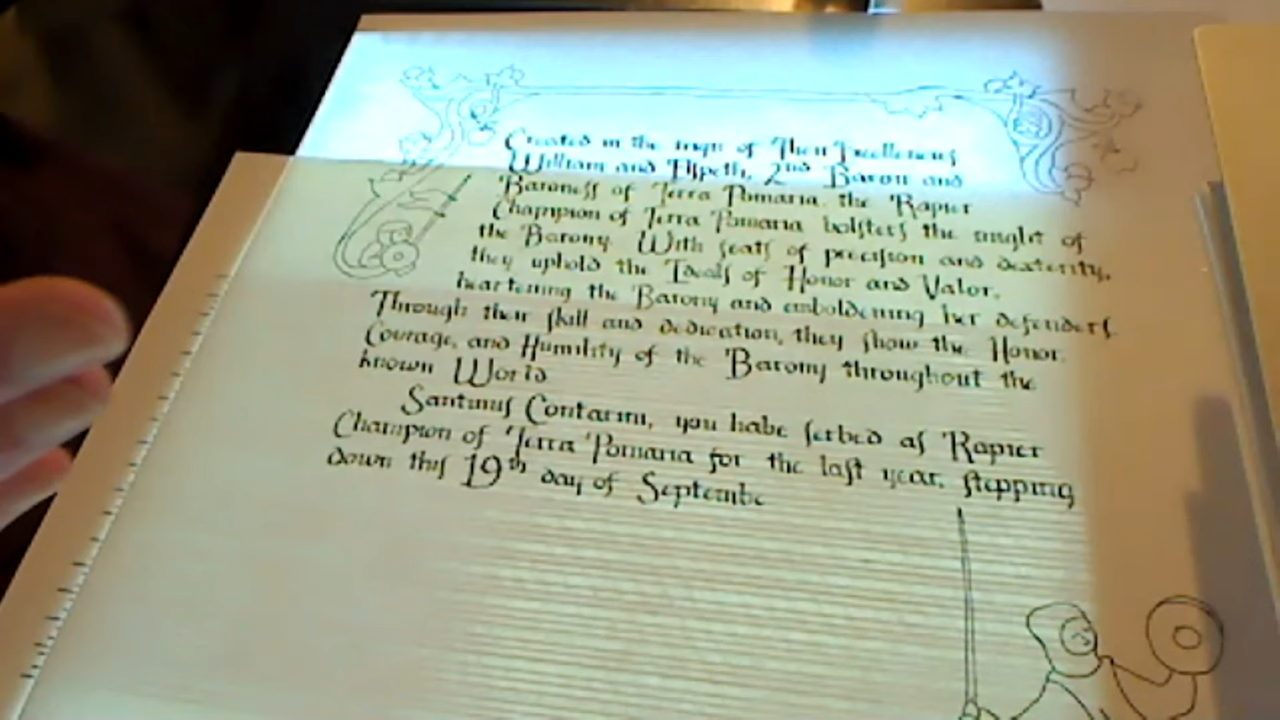 Created in the reign of Their Excellencies
William and Elspeth, 2nd Baron and
Baroness of Terra Pomaria, the Rapier
Champion of Terra Pomaria bolsters the might of
the Barony. With feats of precision and dexterity,
they uphold the Ideals of Honor and Valor,
heartening the Barony and emboldening her defenders.
Through their skill and dedication, they show the Honor,
Courage, and Humility of the Barony throughout the
known World
Santinus Contarini, you habe serbed as Rapier
Champion of Terra Pomaria for the last year, stepping
down this 19th day of Septembe